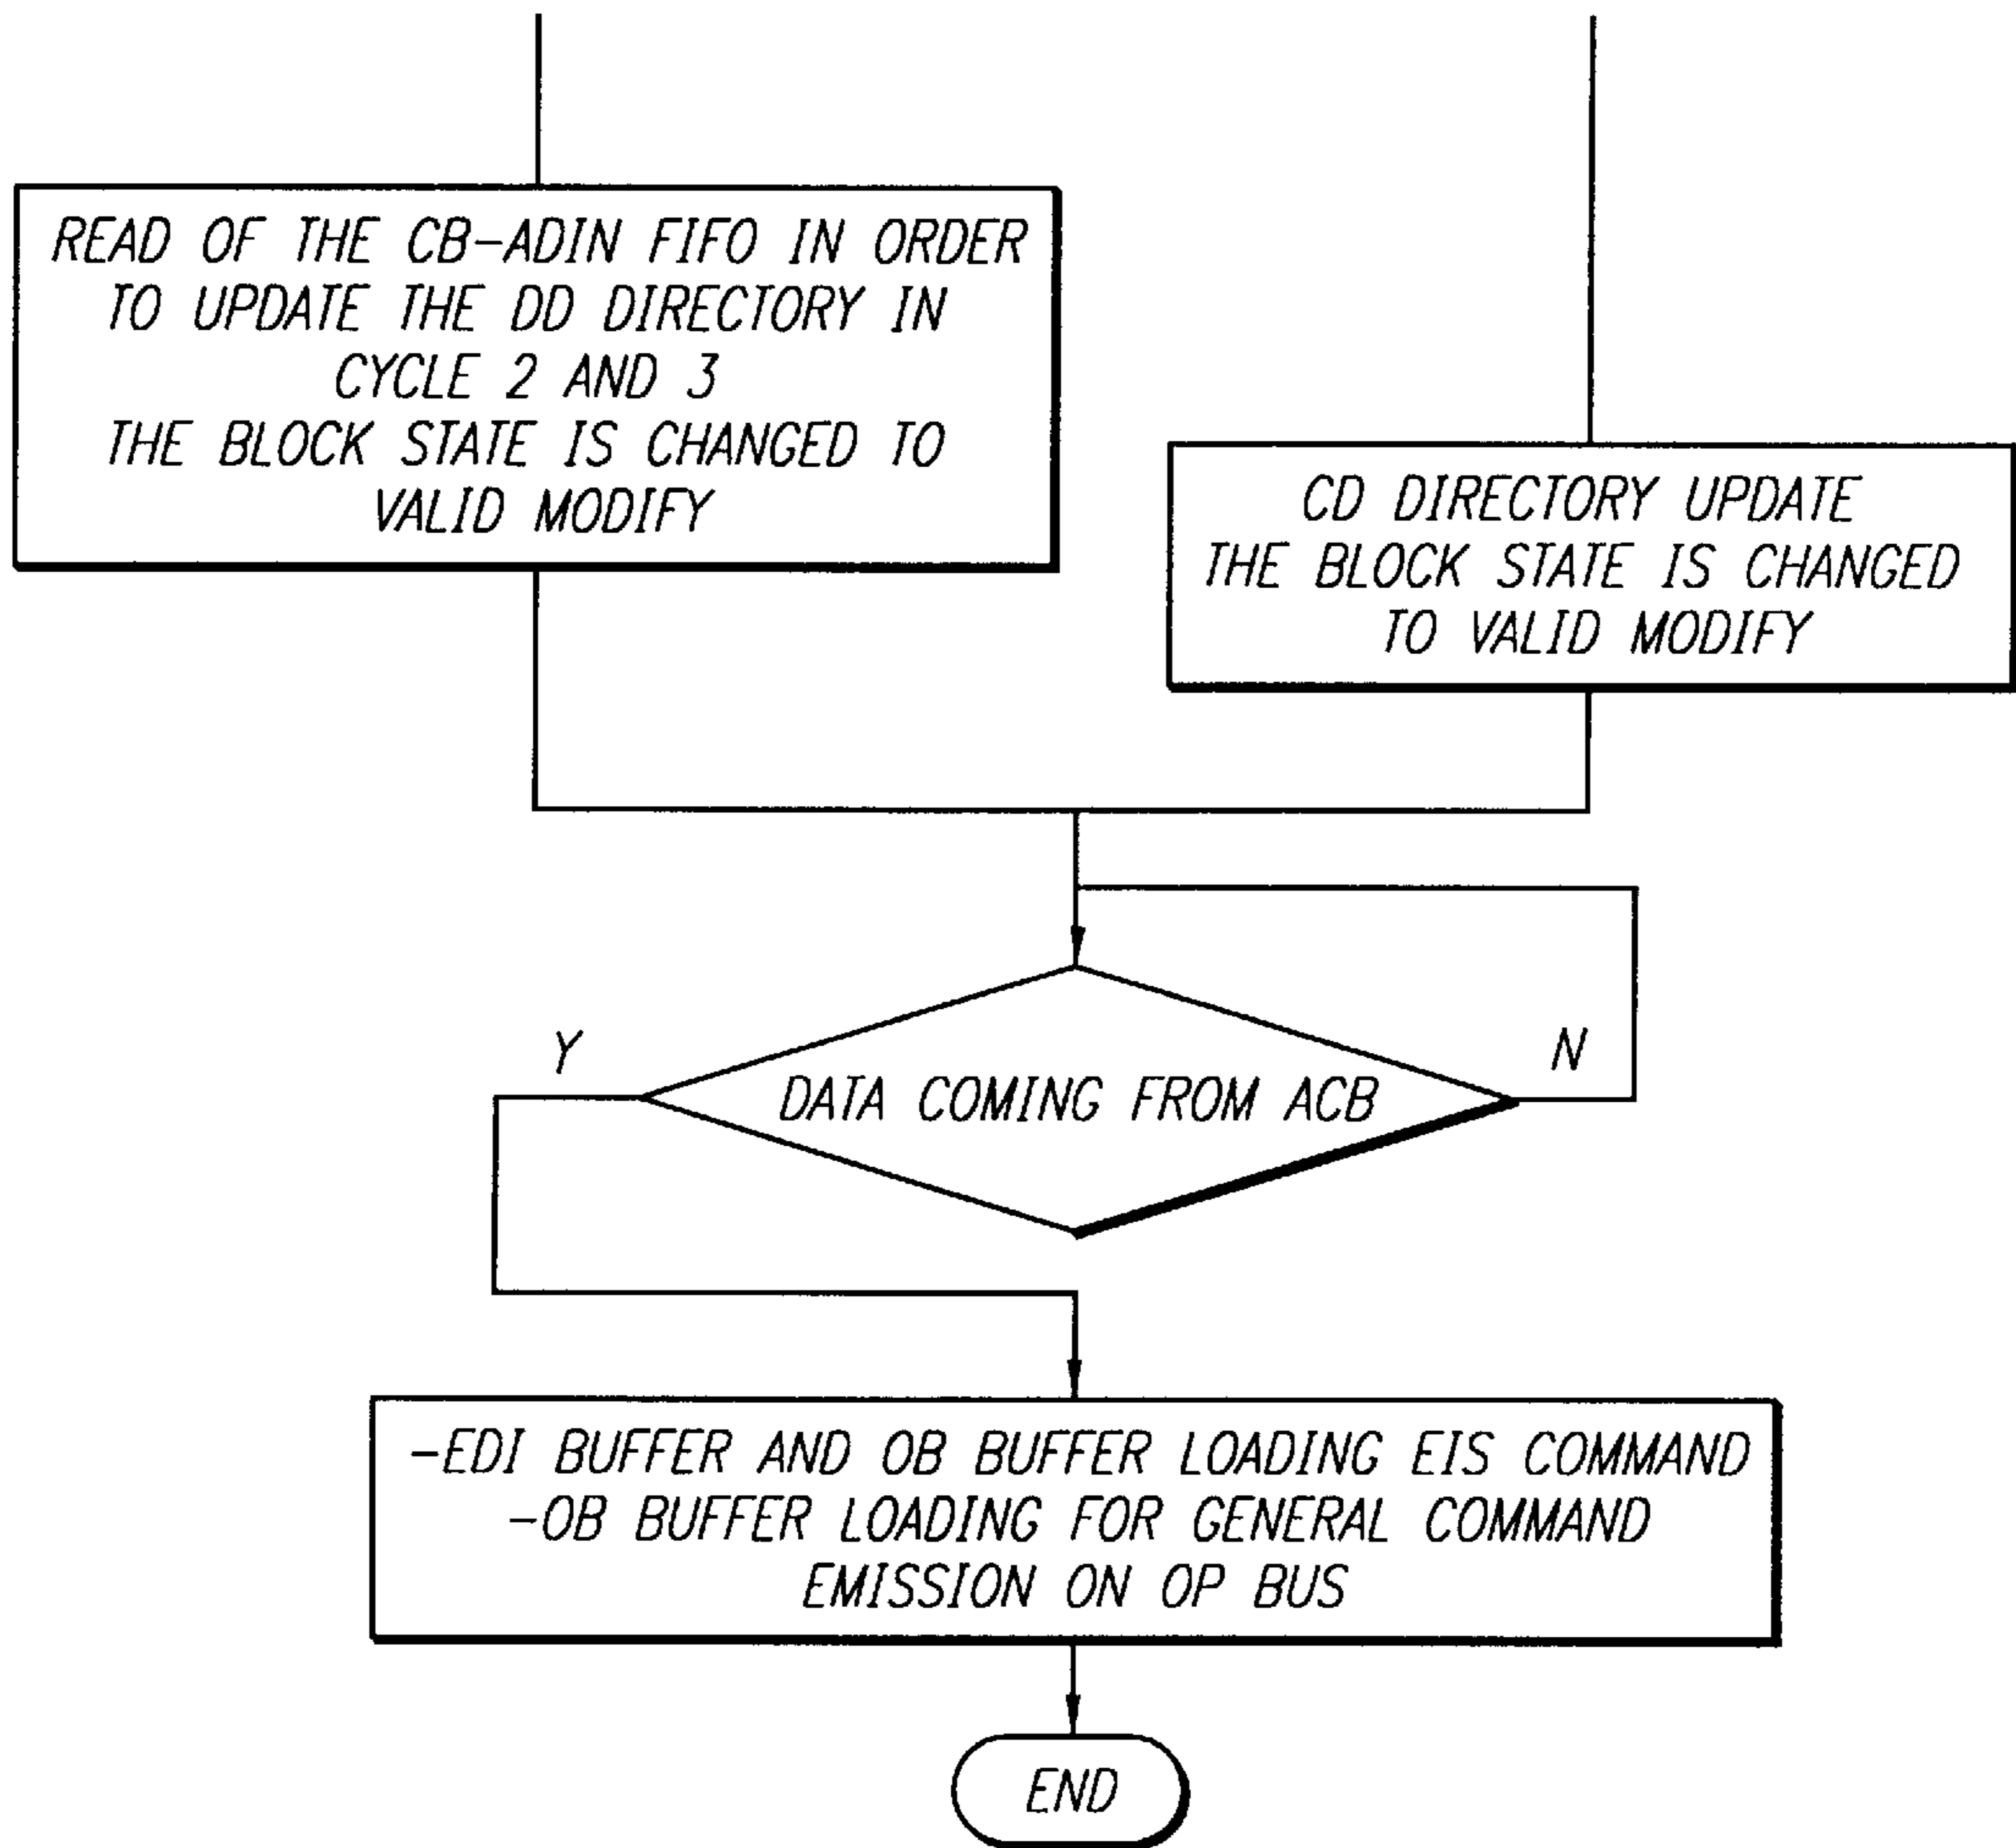 READ OF THE CB-ADIN FIFO IN ORDER
TO UPDATE THE DD DIRECTORY IN
CYCLE 2 AND 3
THE BLOCK STATE IS CHANGED TO
VALID MODIFY
CD DIRECTORY UPDATE
THE BLOCK STATE IS CHANGED
TO VALID MODIFY
Y
N
DATA COMING FROM ACB
-EDI BUFFER AND OB BUFFER LOADING EIS COMMAND
-OB BUFFER LOADING FOR GENERAL COMMAND
EMISSION ON OP BUS
END